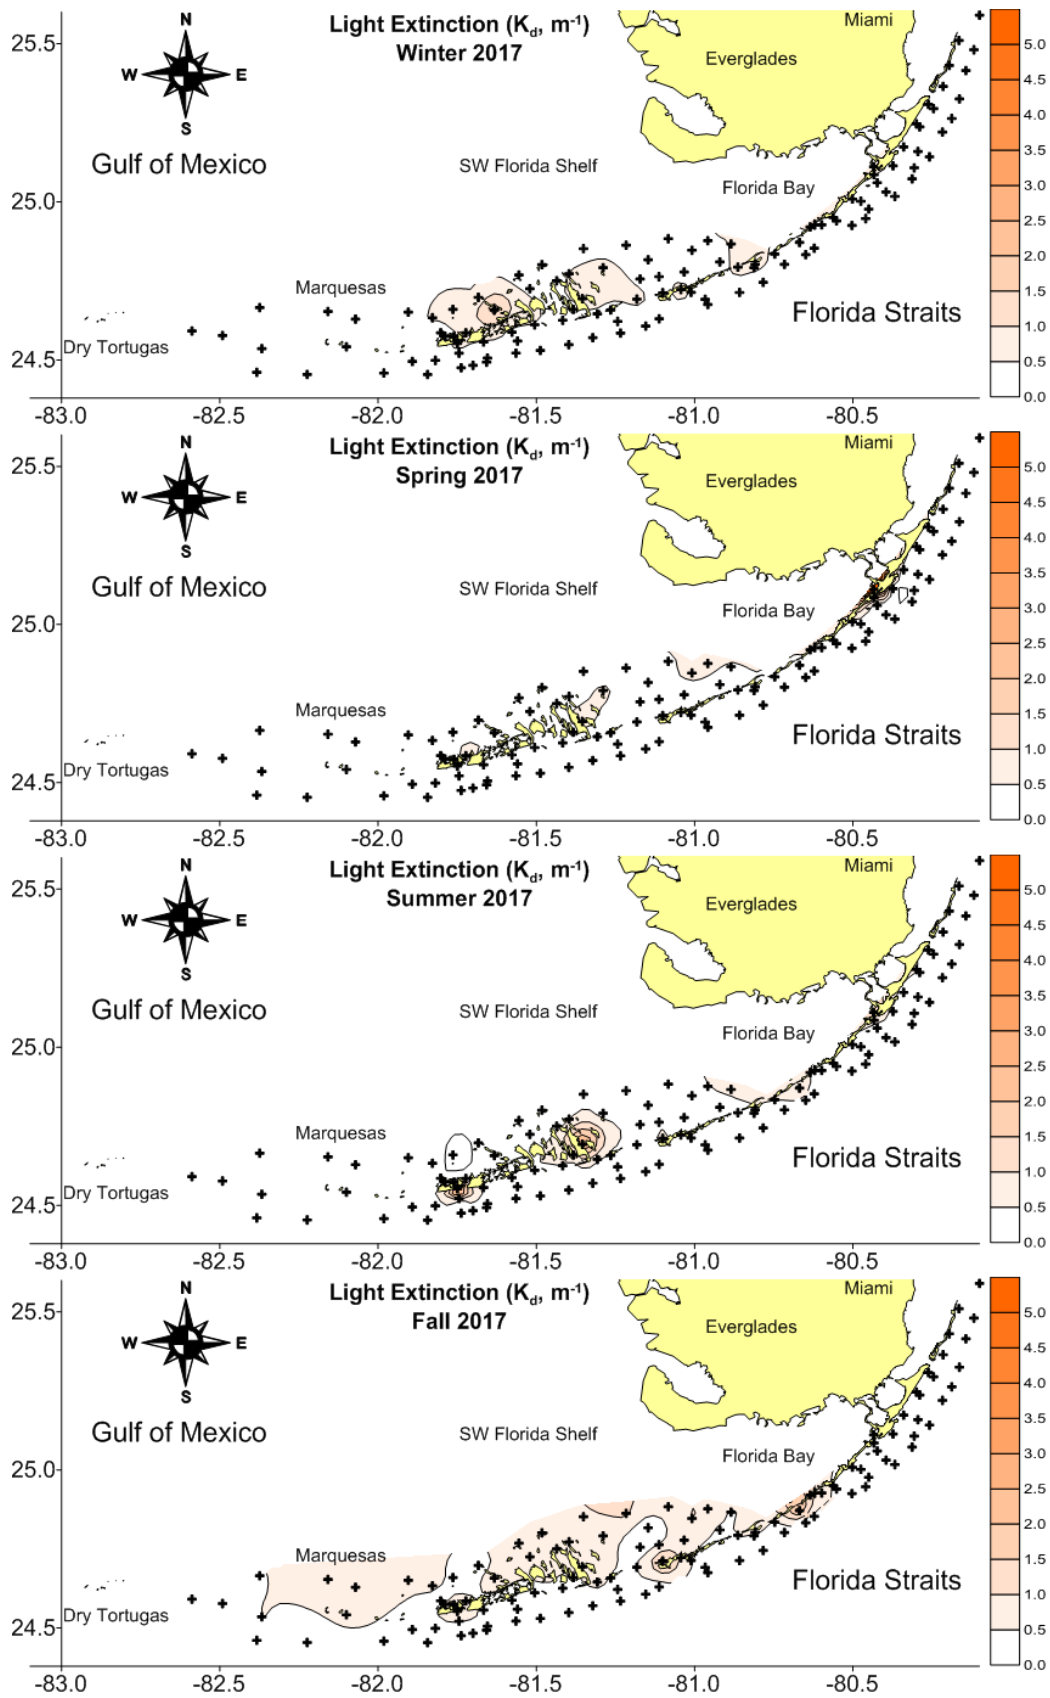 Light Extinction (Kd, m-1)
Winter 2017
Miami
Everglades
N
W E
S
Gulf of Mexico
SW Florida Shelf
Florida Bay
Marquesas
Dry Tortugas
Florida Straits
25.5
25.0
24.5
-83.0 -82.5 -82.0 -81.5 -81.0 -80.5
5.0
4.5
4.0
3.5
3.0
2.5
2.0
1.5
1.0
0.5
0.0
Light Extinction (Kd, m-1)
Spring 2017
Miami
Everglades
N
W E
S
Gulf of Mexico
SW Florida Shelf
Florida Bay
Marquesas
Dry Tortugas
Florida Straits
25.5
25.0
24.5
-83.0 -82.5 -82.0 -81.5 -81.0 -80.5
5.0
4.5
4.0
3.5
3.0
2.5
2.0
1.5
1.0
0.5
0.0
Light Extinction (Kd, m-1)
Summer 2017
Miami
Everglades
N
W E
S
Gulf of Mexico
SW Florida Shelf
Florida Bay
Marquesas
Dry Tortugas
Florida Straits
25.5
25.0
24.5
-83.0 -82.5 -82.0 -81.5 -81.0 -80.5
5.0
4.5
4.0
3.5
3.0
2.5
2.0
1.5
1.0
0.5
0.0
Light Extinction (Kd, m-1)
Fall 2017
Miami
Everglades
N
W E
S
Gulf of Mexico
SW Florida Shelf
Florida Bay
Marquesas
Dry Tortugas
Florida Straits
25.5
25.0
24.5
-83.0 -82.5 -82.0 -81.5 -81.0 -80.5
5.0
4.5
4.0
3.5
3.0
2.5
2.0
1.5
1.0
0.5
0.0